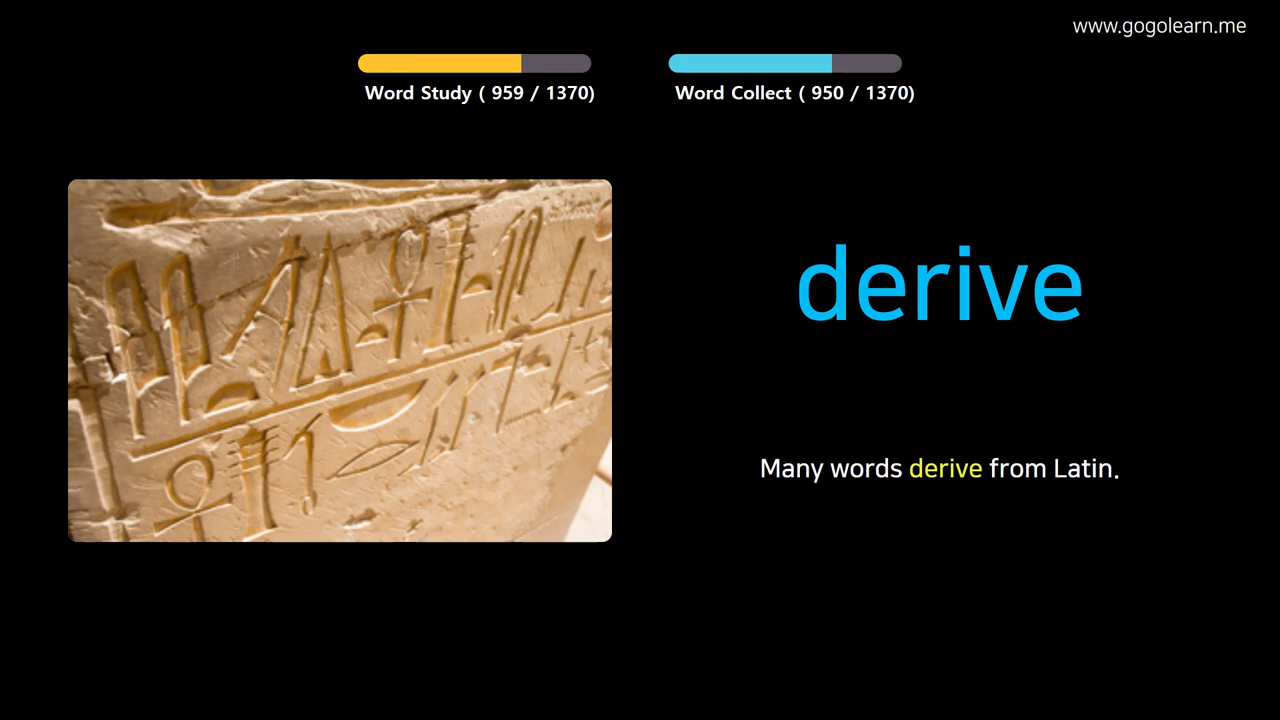 www.gogolearn.me
Word Study ( 959 / 1370)
Word Collect ( 950 / 1370)
derive
Many words derive from Latin.